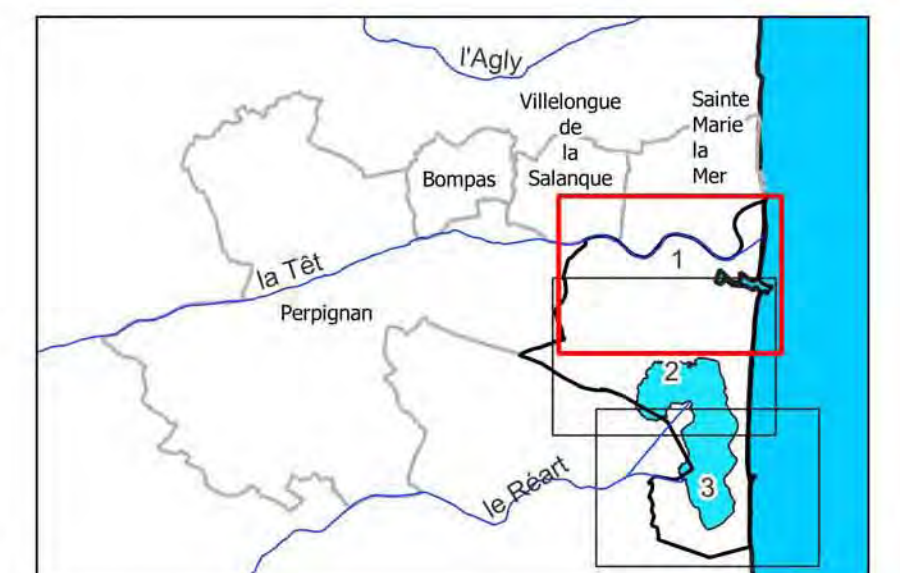 l'Agly
Villelongue
de
la
Salanque
Sainte
Marie
la
Mer
Bompas
la Têt
1
Perpignan
2
le Réart
3